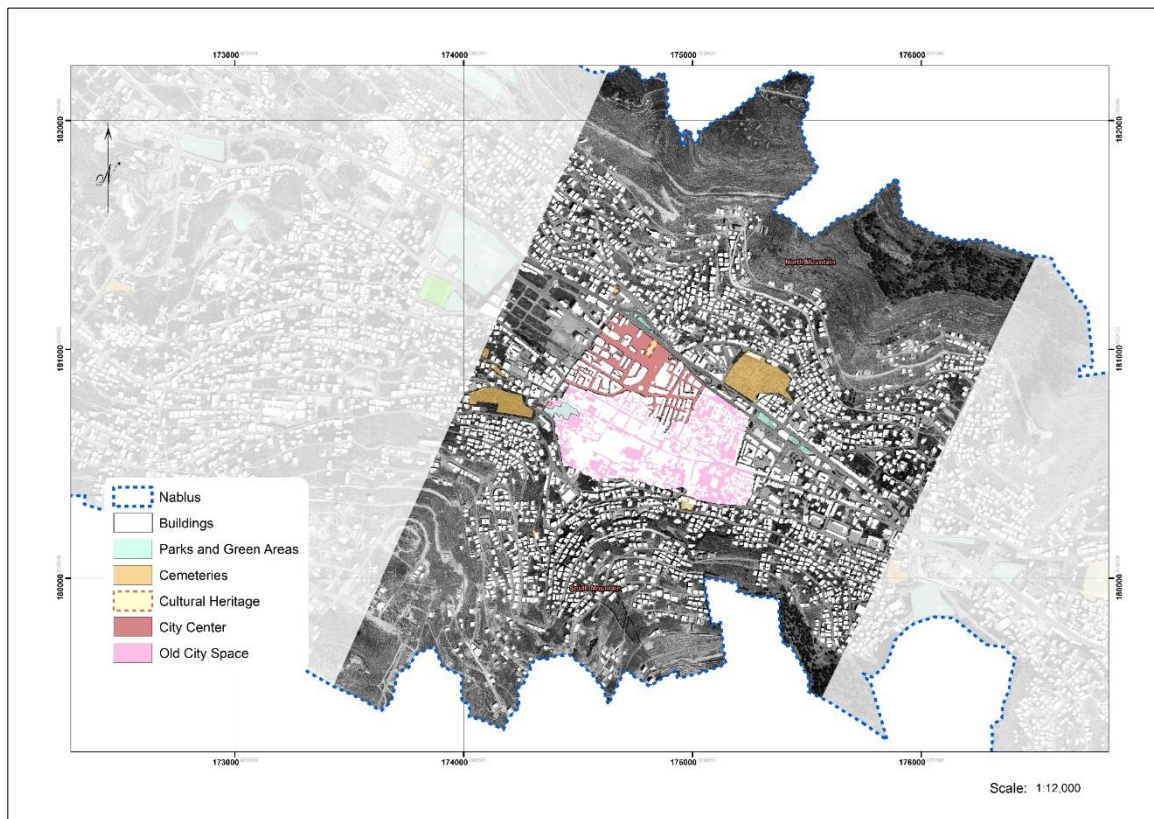 173000 174000 175000 176000
182000 182000
N
North Mountain
181000 181000
Nablus
Buildings
Parks and Green Areas
Cemeteries
Cultural Heritage
City Center
Old City Space
180000 180000
South Mountain
173000 174000 175000 176000
Scale: 1:12,000